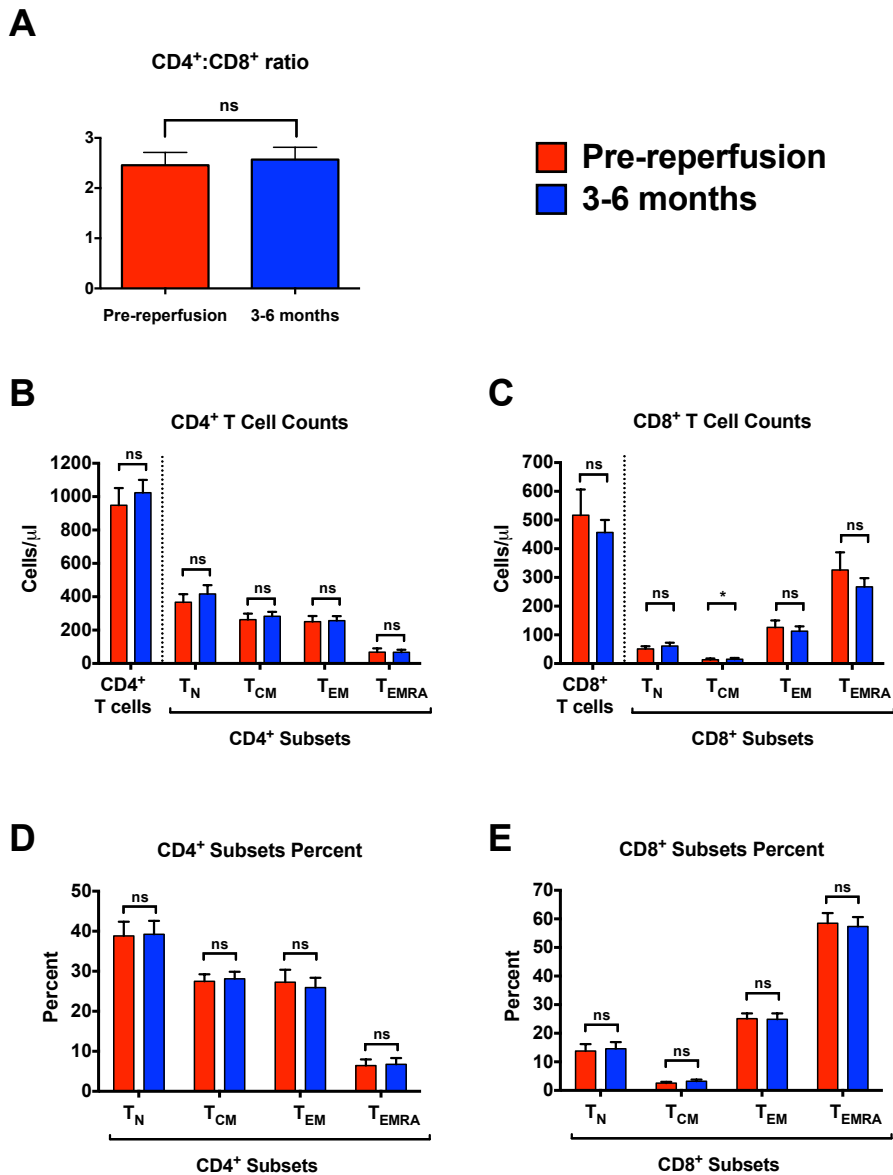 A
CD4⁺:CD8⁺ ratio
ns
3
2
1
0
Pre-reperfusion 3-6 months
Pre-reperfusion
3-6 months
B
CD4⁺ T Cell Counts
Cells/µl
1200
1000
800
600
400
200
0
ns
ns
ns
ns
ns
CD4⁺
T cells
T_N T_CM T_EM T_EMRA
CD4⁺ Subsets
C
CD8⁺ T Cell Counts
Cells/µl
700
600
500
400
300
200
100
0
ns
ns
*
ns
ns
CD8⁺
T cells
T_N T_CM T_EM T_EMRA
CD8⁺ Subsets
D
CD4⁺ Subsets Percent
Percent
50
40
30
20
10
0
ns
ns
ns
ns
T_N T_CM T_EM T_EMRA
CD4⁺ Subsets
E
CD8⁺ Subsets Percent
Percent
70
60
50
40
30
20
10
0
ns
ns
ns
ns
T_N T_CM T_EM T_EMRA
CD8⁺ Subsets